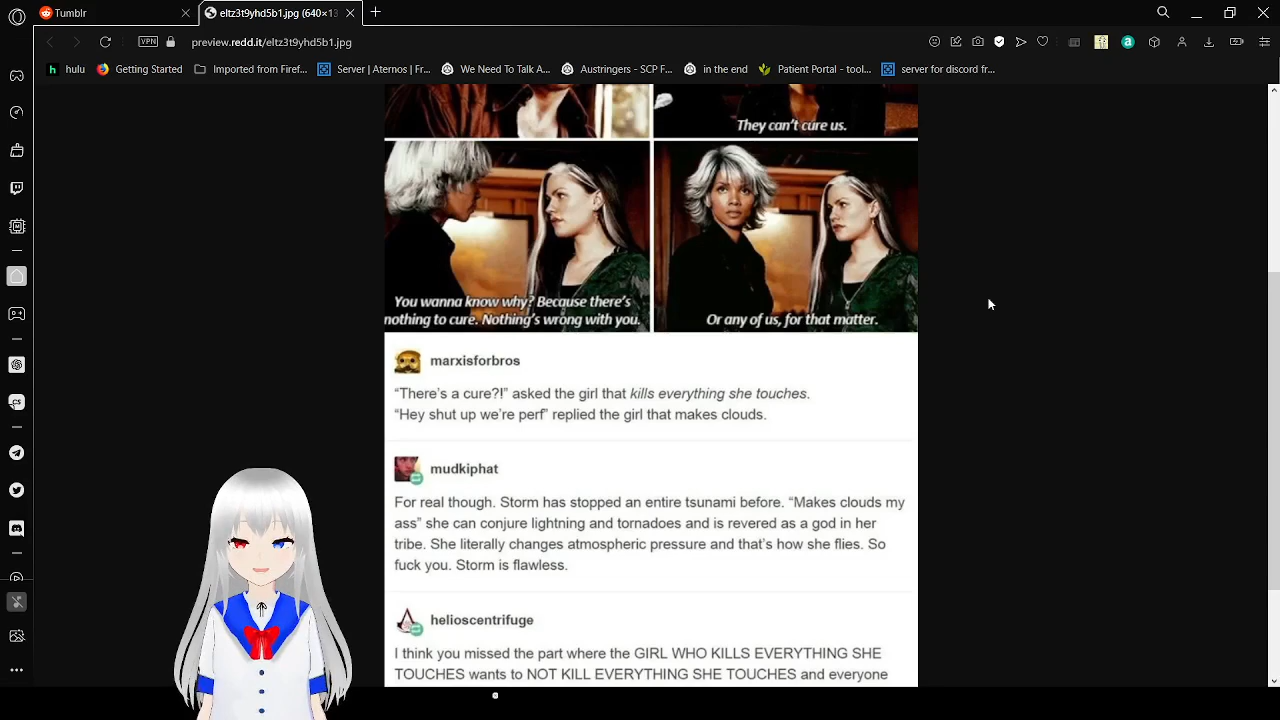 Tumblr
eltz3t9yhd5b1.jpg (640×13
VPN
preview.redd.it/eltz3t9yhd5b1.jpg
hulu
Getting Started
Imported from Firef...
Server | Aternos | Fr...
We Need To Talk A...
Austringers - SCP F...
in the end
Patient Portal - tool...
server for discord fr...
They can't cure us.
You wanna know why? Because there's
nothing to cure. Nothing's wrong with you.
Or any of us, for that matter.
marxisforbros
“There’s a cure?!” asked the girl that kills everything she touches.
“Hey shut up we’re perf” replied the girl that makes clouds.
mudkiphat
For real though. Storm has stopped an entire tsunami before. “Makes clouds my
ass” she can conjure lightning and tornadoes and is revered as a god in her
tribe. She literally changes atmospheric pressure and that’s how she flies. So
fuck you. Storm is flawless.
helioscentrifuge
I think you missed the part where the GIRL WHO KILLS EVERYTHING SHE
TOUCHES wants to NOT KILL EVERYTHING SHE TOUCHES and everyone